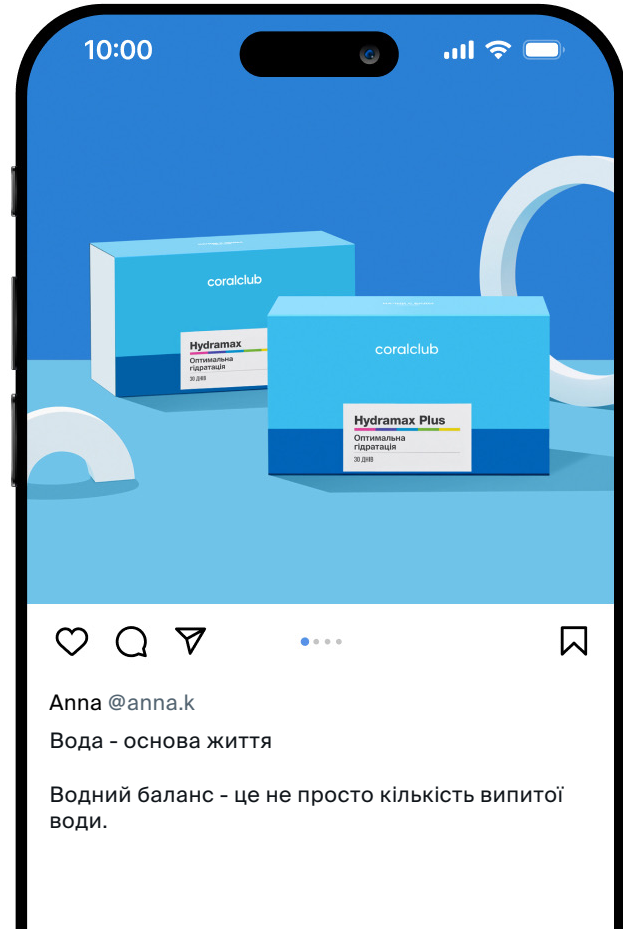 10:00
coralclub
Hydramax
Оптимальна
гідратація
30 ДНІВ
coralclub
Hydramax Plus
Оптимальна
гідратація
30 ДНІВ
Anna @anna.k
Вода - основа життя
Водний баланс - це не просто кількість випитої
води.